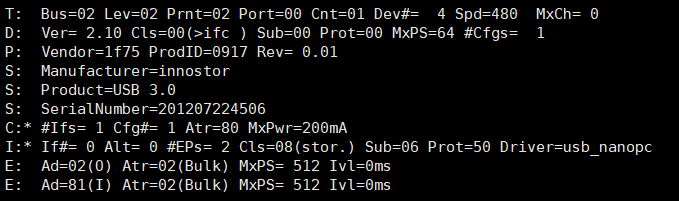 T:  Bus=02 Lev=02 Prnt=02 Port=00 Cnt=01 Dev#=  4 Spd=480  MxCh= 0
D:  Ver= 2.10 Cls=00(>ifc ) Sub=00 Prot=00 MxPS=64 #Cfgs=  1
P:  Vendor=1f75 ProdID=0917 Rev= 0.01
S:  Manufacturer=innostor
S:  Product=USB 3.0
S:  SerialNumber=201207224506
C:* #Ifs= 1 Cfg#= 1 Atr=80 MxPwr=200mA
I:* If#= 0 Alt= 0 #EPs= 2 Cls=08(stor.) Sub=06 Prot=50 Driver=usb_nanopc
E:  Ad=02(O) Atr=02(Bulk) MxPS= 512 Ivl=0ms
E:  Ad=81(I) Atr=02(Bulk) MxPS= 512 Ivl=0ms